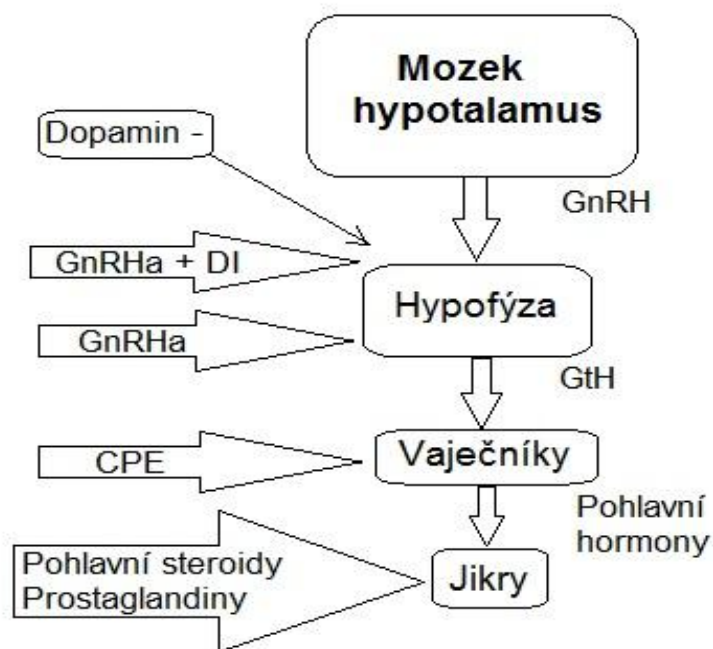 Mozek
hypotalamus
Dopamin -
GnRH
GnRHa + DI
Hypofýza
GnRHa
GtH
Vaječníky
CPE
Pohlavní
hormony
Pohlavní steroidy
Prostaglandiny
Jikry